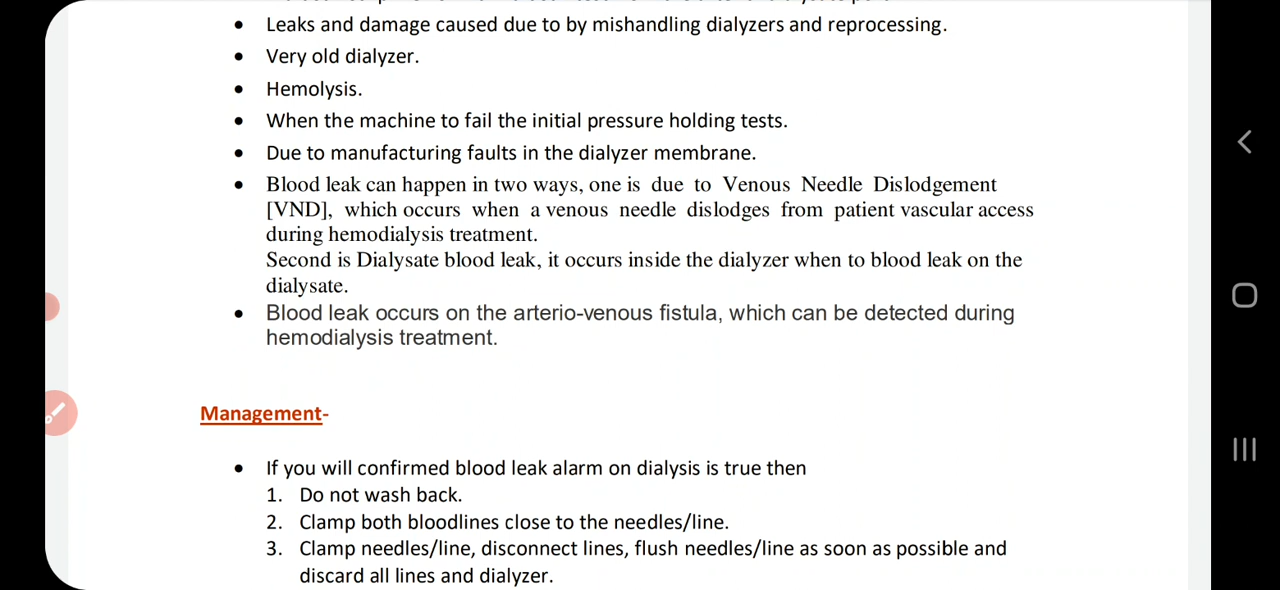 • Leaks and damage caused due to by mishandling dialyzers and reprocessing.
• Very old dialyzer.
• Hemolysis.
• When the machine to fail the initial pressure holding tests.
• Due to manufacturing faults in the dialyzer membrane.
• Blood leak can happen in two ways, one is due to Venous Needle Dislodgement
[VND], which occurs when a venous needle dislodges from patient vascular access
during hemodialysis treatment.
Second is Dialysate blood leak, it occurs inside the dialyzer when to blood leak on the
dialysate.
• Blood leak occurs on the arterio-venous fistula, which can be detected during
hemodialysis treatment.
Management-
• If you will confirmed blood leak alarm on dialysis is true then
1. Do not wash back.
2. Clamp both bloodlines close to the needles/line.
3. Clamp needles/line, disconnect lines, flush needles/line as soon as possible and
discard all lines and dialyzer.